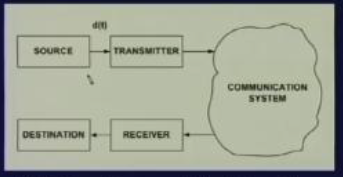 d(t)
SOURCE
TRANSMITTER
COMMUNICATION
SYSTEM
DESTINATION
RECEIVER